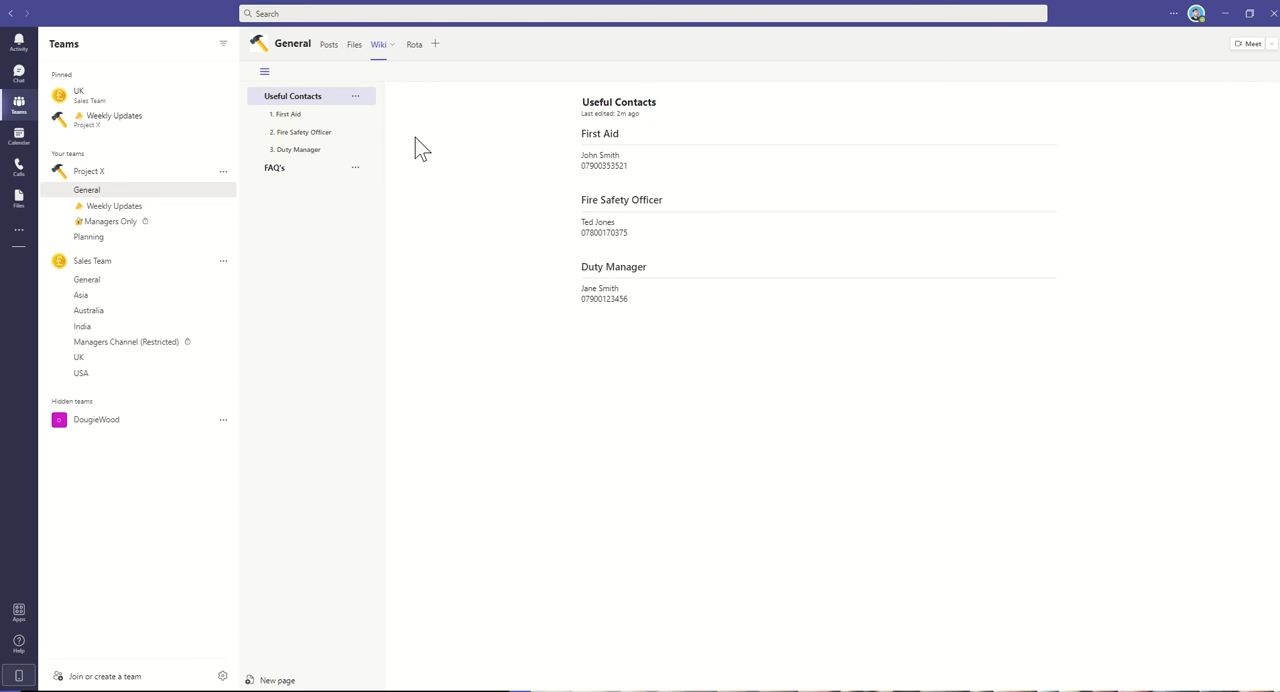 Search
Activity
Chat
Teams
Calendar
Calls
Files
Apps
Help
Teams
Pinned
UK
Sales Team
Weekly Updates
Project X
Your teams
Project X
General
Weekly Updates
Managers Only
Planning
Sales Team
General
Asia
Australia
India
Managers Channel (Restricted)
UK
USA
Hidden teams
D
DougieWood
Join or create a team
General Posts Files Wiki Rota
Meet
Useful Contacts
1. First Aid
2. Fire Safety Officer
3. Duty Manager
FAQ's
New page
Useful Contacts
Last edited: 2m ago
First Aid
John Smith
07900353521
Fire Safety Officer
Ted Jones
07800170375
Duty Manager
Jane Smith
07900123456